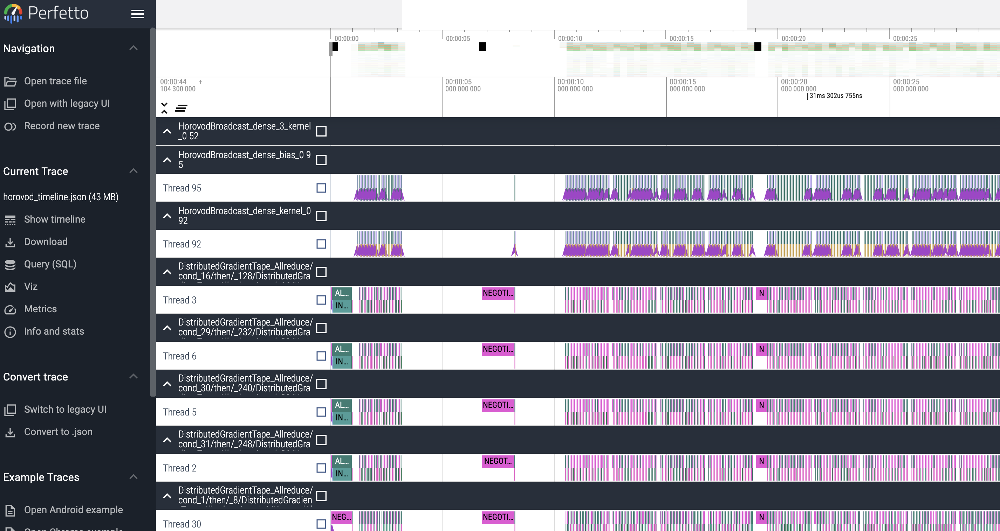 Perfetto
Navigation
Open trace file
Open with legacy UI
Record new trace
Current Trace
horovod_timeline.json (43 MB)
Show timeline
Download
Query (SQL)
Viz
Metrics
Info and stats
Convert trace
Switch to legacy UI
Convert to .json
Example Traces
Open Android example
00:00:00
00:00:05
00:00:10
00:00:15
00:00:20
00:00:25
00:00:44 +
104 300 000
00:00:05
000 000 000
00:00:10
000 000 000
00:00:15
000 000 000
00:00:20
000 000 000
00:00:25
000 000 000
31ms 302us 755ns
HorovodBroadcast_dense_3_kernel
_0 52
HorovodBroadcast_dense_bias_0 9
5
Thread 95
HorovodBroadcast_dense_kernel_0
92
Thread 92
DistributedGradientTape_Allreduce/
cond_16/then/_128/DistributedGra
Thread 3
AL...
IN...
NEGOTI...
N
DistributedGradientTape_Allreduce/
cond_29/then/_232/DistributedGra
Thread 6
AL...
IN...
NEGOTI...
N
DistributedGradientTape_Allreduce/
cond_30/then/_240/DistributedGra
Thread 5
AL...
IN...
NEGOTI...
N
DistributedGradientTape_Allreduce/
cond_31/then/_248/DistributedGra
Thread 2
AL...
IN...
NEGOT...
N
DistributedGradientTape_Allreduce/
cond_1/then/_8/DistributedGradien
Thread 30
NEG...
NEGOTI...
N